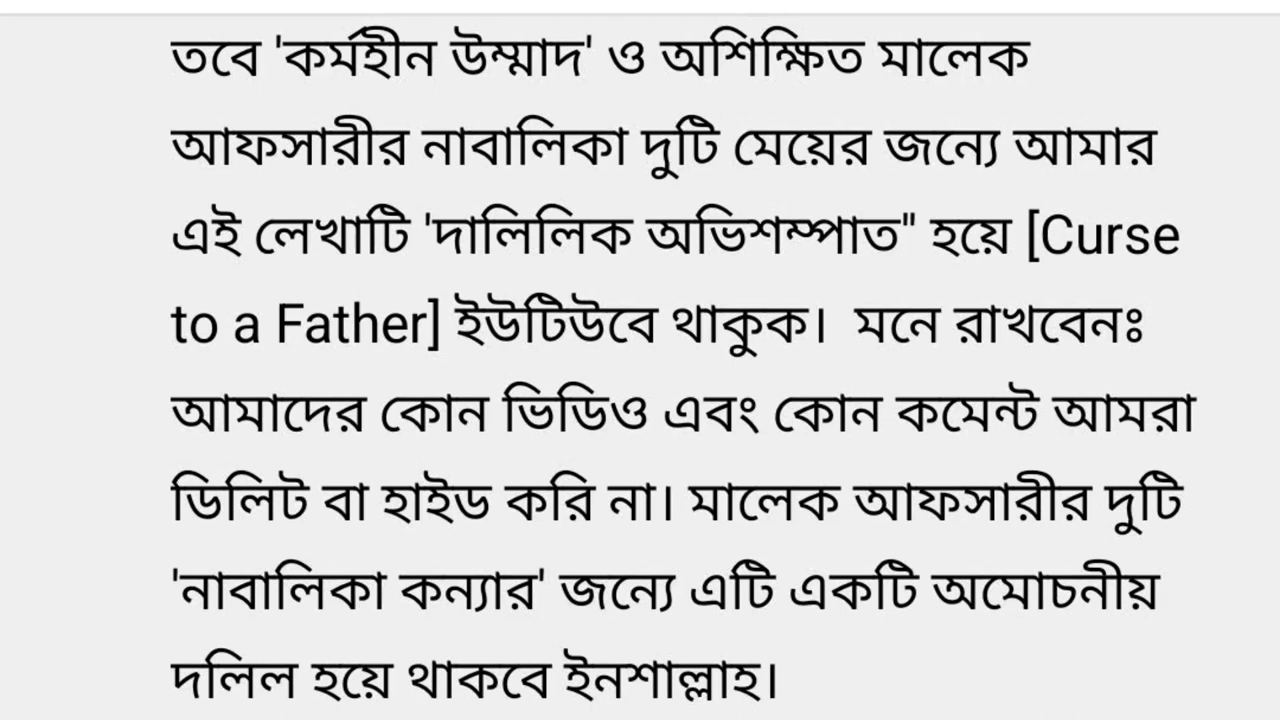 তবে 'কর্মহীন উম্মাদ' ও অশিক্ষিত মালেক
আফসারীর নাবালিকা দুটি মেয়ের জন্যে আমার
এই লেখাটি 'দালিলিক অভিশম্পাত" হয়ে [Curse
to a Father] ইউটিউবে থাকুক। মনে রাখবেনঃ
আমাদের কোন ভিডিও এবং কোন কমেন্ট আমরা
ডিলিট বা হাইড করি না। মালেক আফসারীর দুটি
'নাবালিকা কন্যার' জন্যে এটি একটি অমোচনীয়
দলিল হয়ে থাকবে ইনশাল্লাহ।